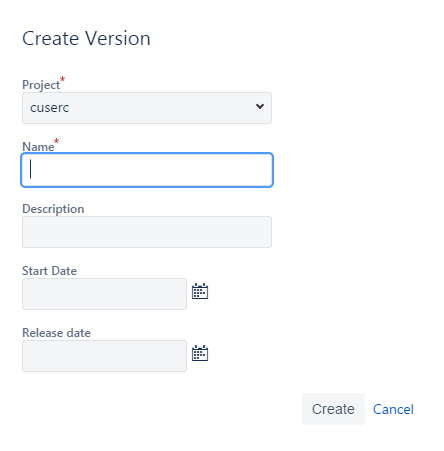 Create Version
Project*
cuserc
Name*
Description
Start Date
Release date
Create Cancel